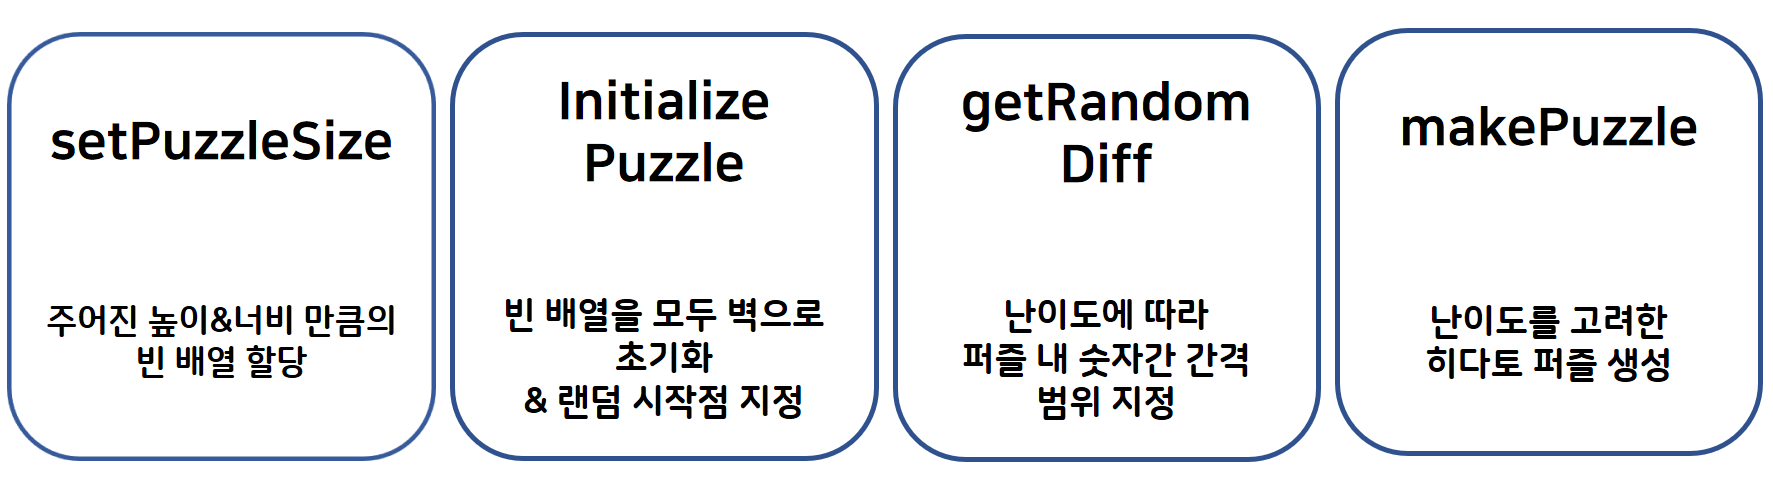 setPuzzleSize
주어진 높이&너비 만큼의
빈 배열 할당
Initialize
Puzzle
빈 배열을 모두 벽으로
초기화
& 랜덤 시작점 지정
getRandom
Diff
난이도에 따라
퍼즐 내 숫자간 간격
범위 지정
makePuzzle
난이도를 고려한
히다토 퍼즐 생성